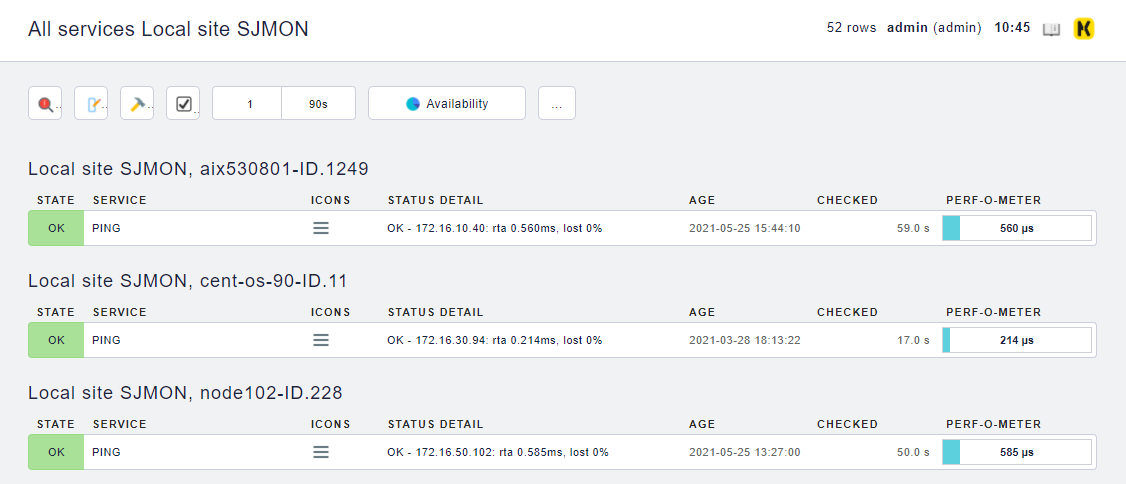 All services Local site SJMON 52 rows admin (admin) 10:45
1 90s Availability ...
Local site SJMON, aix530801-ID.1249
STATE SERVICE ICONS STATUS DETAIL AGE CHECKED PERF-O-METER
OK PING OK - 172.16.10.40: rta 0.560ms, lost 0% 2021-05-25 15:44:10 59.0 s 560 µs
Local site SJMON, cent-os-90-ID.11
STATE SERVICE ICONS STATUS DETAIL AGE CHECKED PERF-O-METER
OK PING OK - 172.16.30.94: rta 0.214ms, lost 0% 2021-03-28 18:13:22 17.0 s 214 µs
Local site SJMON, node102-ID.228
STATE SERVICE ICONS STATUS DETAIL AGE CHECKED PERF-O-METER
OK PING OK - 172.16.50.102: rta 0.585ms, lost 0% 2021-05-25 13:27:00 50.0 s 585 µs